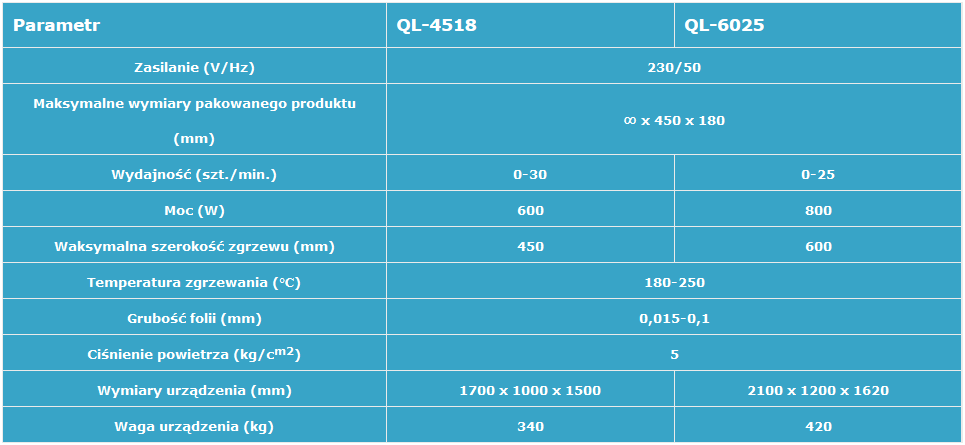 Parametr QL-4518 QL-6025
Zasilanie (V/Hz) 230/50
Maksymalne wymiary pakowanego produktu
(mm) ∞ x 450 x 180
Wydajność (szt./min.) 0-30 0-25
Moc (W) 600 800
Waksymalna szerokość zgrzewu (mm) 450 600
Temperatura zgrzewania (°C) 180-250
Grubość folii (mm) 0,015-0,1
Ciśnienie powietrza (kg/cm2) 5
Wymiary urządzenia (mm) 1700 x 1000 x 1500 2100 x 1200 x 1620
Waga urządzenia (kg) 340 420